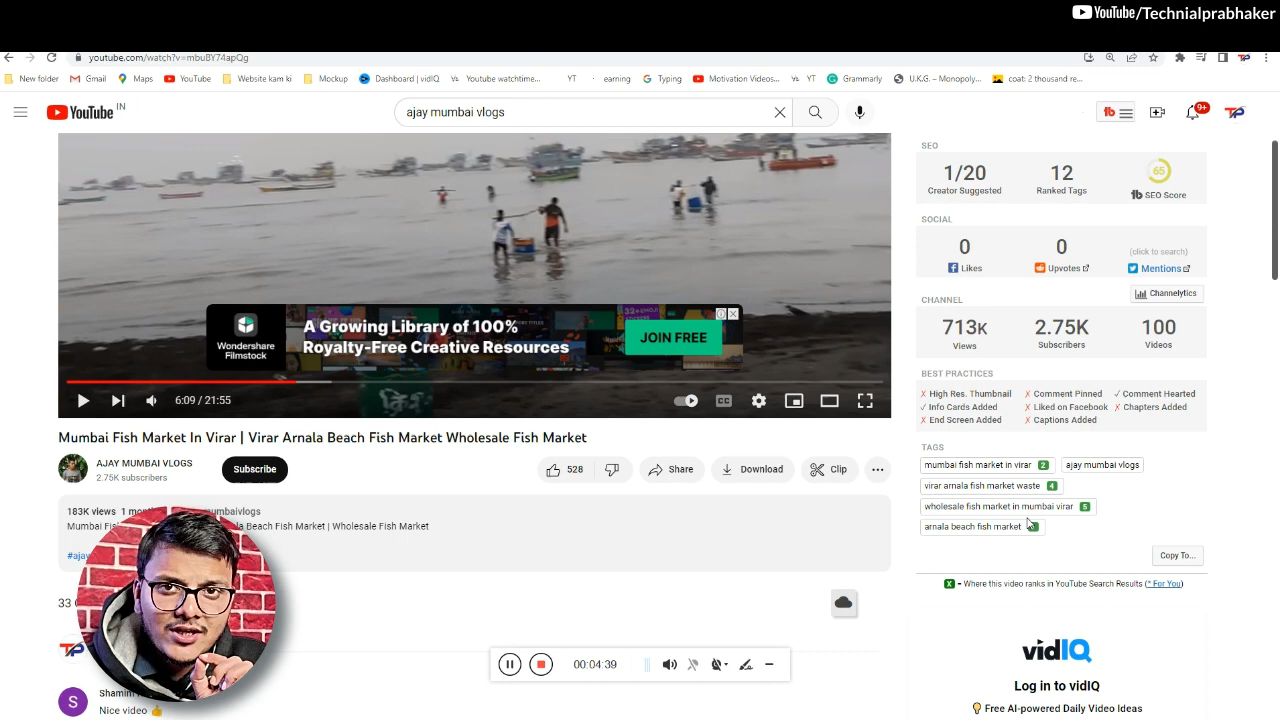 YouTube/Technialprabhaker
youtube.com/watch?v=mbuBY74apQg
New folder
Gmail
Maps
YouTube
Website kam ki
Mockup
Dashboard | vidIQ
Youtube watchtime...
YT
earning
Typing
Motivation Videos...
YT
Grammarly
U.K.G. – Monopoly...
coat: 2 thousand re...
YouTube IN
ajay mumbai vlogs
9+
SEO
1/20
Creator Suggested
12
Ranked Tags
65
SEO Score
SOCIAL
0
Likes
0
Upvotes
(click to search)
Mentions
CHANNEL
Channelytics
713K
Views
2.75K
Subscribers
100
Videos
BEST PRACTICES
X High Res. Thumbnail
X Comment Pinned
✓ Comment Hearted
✓ Info Cards Added
X Liked on Facebook
X Chapters Added
X End Screen Added
X Captions Added
TAGS
mumbai fish market in virar 2
ajay mumbai vlogs
virar arnala fish market waste 4
wholesale fish market in mumbai virar 5
arnala beach fish market
Copy To...
X = Where this video ranks in YouTube Search Results (* For You)
vidIQ
Log in to vidIQ
Free AI-powered Daily Video Ideas
Wondershare
Filmstock
A Growing Library of 100%
Royalty-Free Creative Resources
JOIN FREE
6:09 / 21:55
CC
Mumbai Fish Market In Virar | Virar Arnala Beach Fish Market Wholesale Fish Market
AJAY MUMBAI VLOGS
2.75K subscribers
Subscribe
528
Share
Download
Clip
183K views 1
Mumbai
Beach Fish Market | Wholesale Fish Market
33
00:04:39
S
Shamim
Nice video 👍